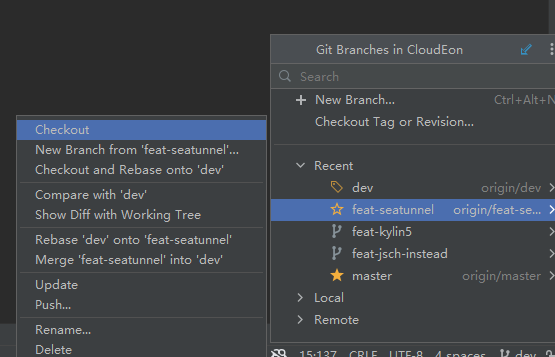 Git Branches in CloudEon
Search
New Branch... Ctrl+Alt+N
Checkout Tag or Revision...
Recent
dev origin/dev
feat-seatunnel origin/feat-se...
feat-kylin5
feat-jsch-instead
master origin/master
Local
Remote
Checkout
New Branch from 'feat-seatunnel'...
Checkout and Rebase onto 'dev'
Compare with 'dev'
Show Diff with Working Tree
Rebase 'dev' onto 'feat-seatunnel'
Merge 'feat-seatunnel' into 'dev'
Update
Push...
Rename...
Delete
15:137 CRLF UTF-8 4 spaces dev